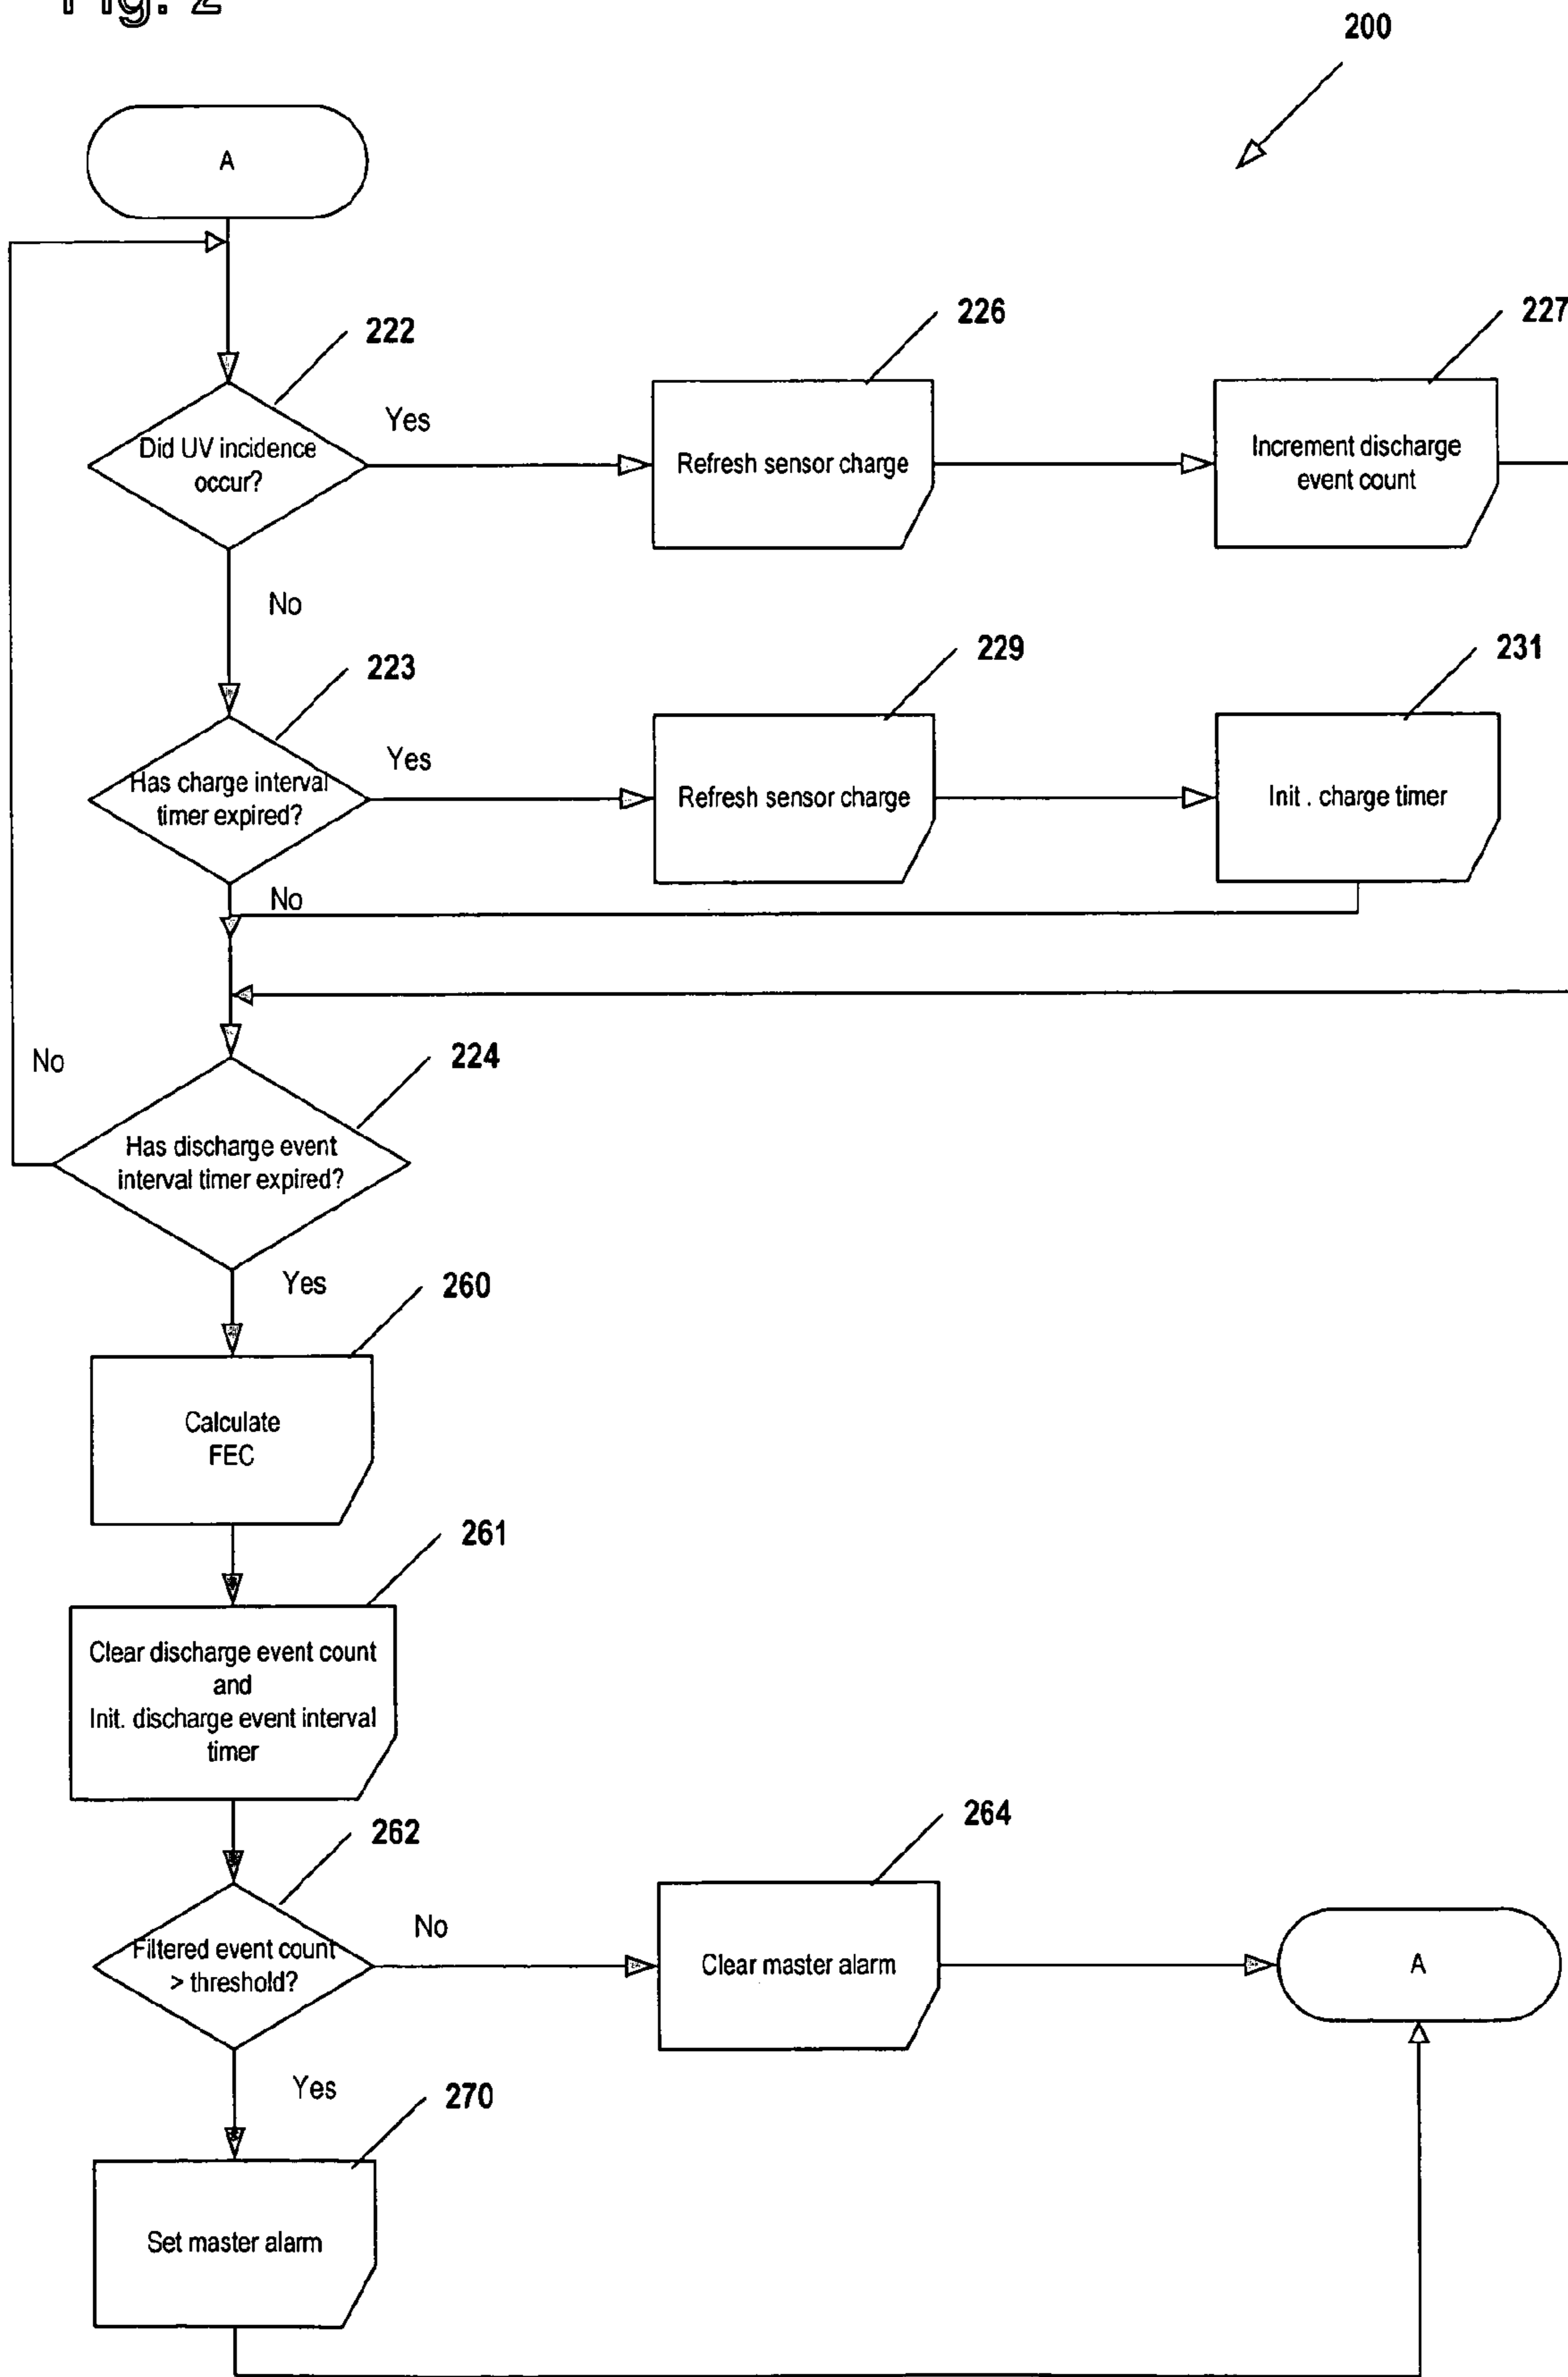 Fig. 2
200
A
222
226
227
Yes
Did UV incidence
occur?
Refresh sensor charge
Increment discharge
event count
No
223
229
231
Yes
Has charge interval
timer expired?
Refresh sensor charge
Init . charge timer
No
No
224
Has discharge event
interval timer expired?
Yes
260
Calculate
FEC
261
Clear discharge event count
and
Init. discharge event interval
timer
262
264
No
Filtered event count
> threshold?
Clear master alarm
A
Yes
270
Set master alarm